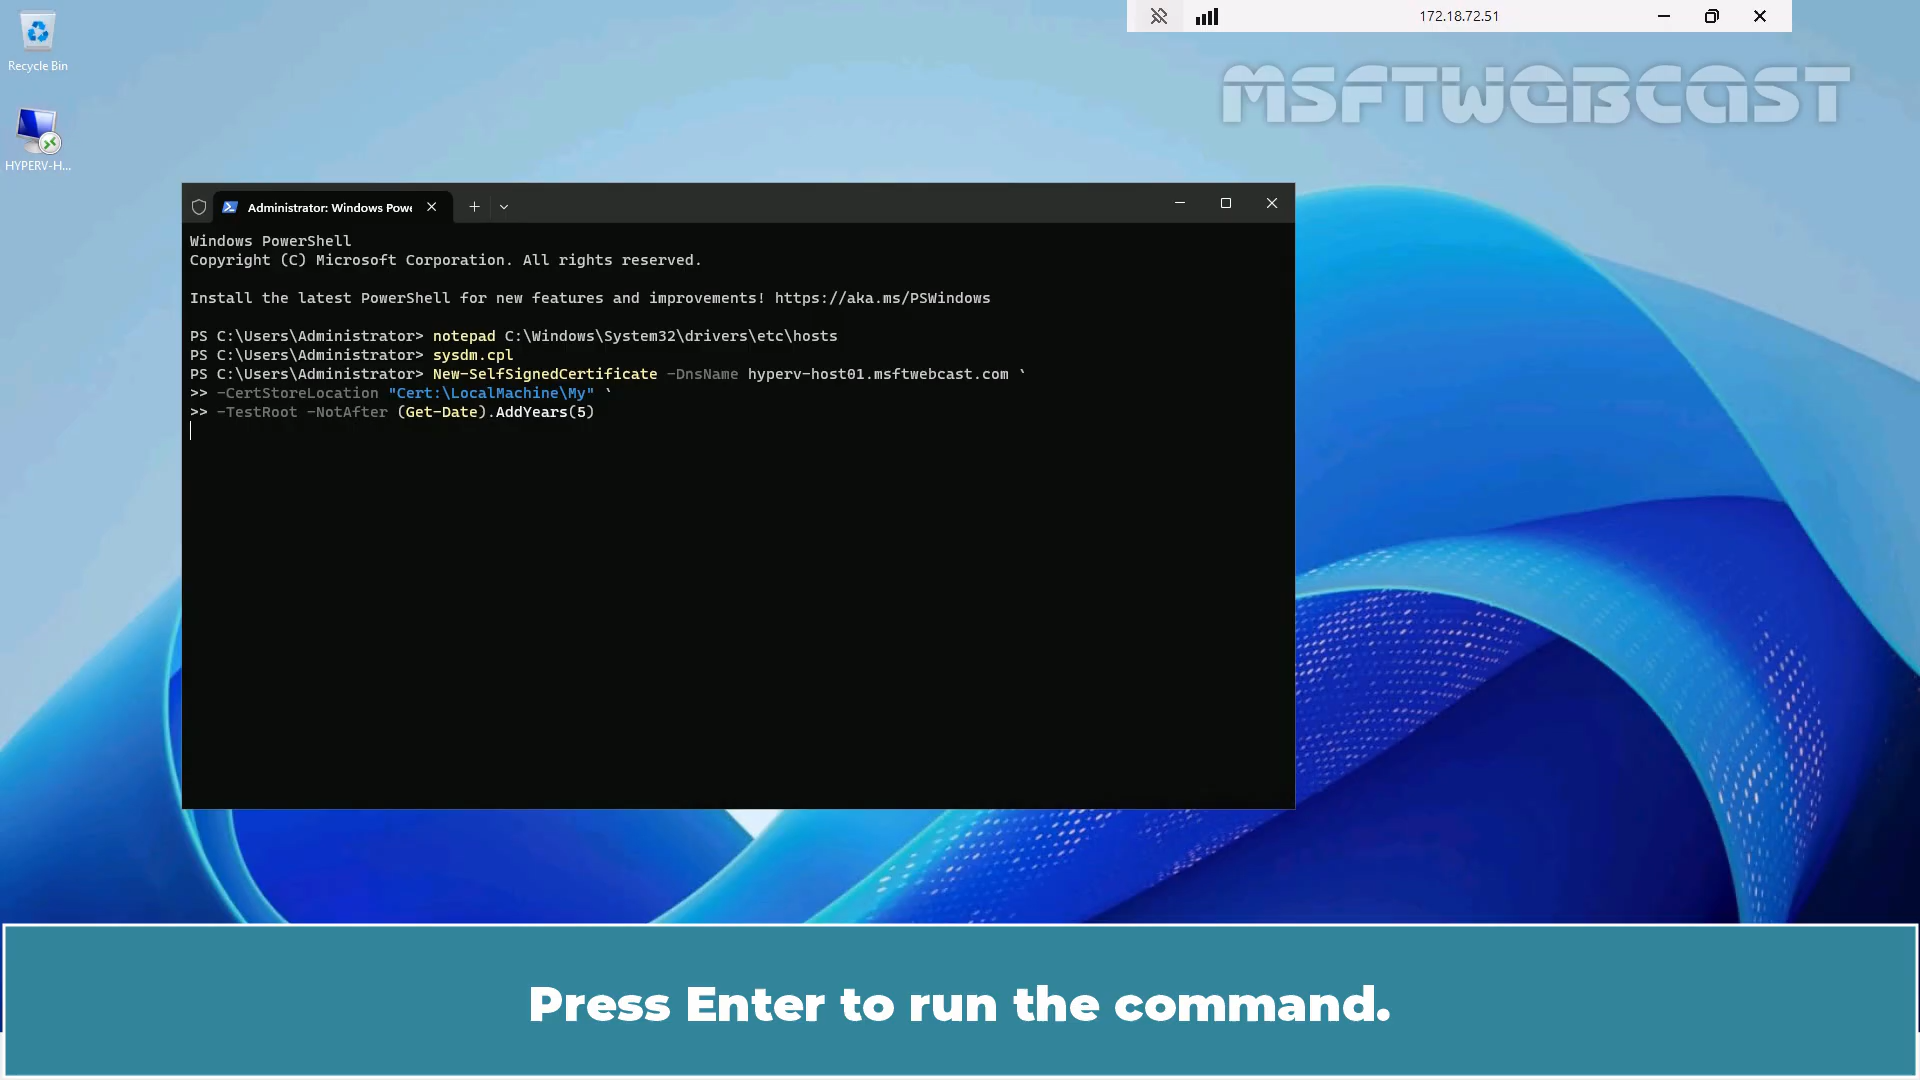 172.18.72.51
Recycle Bin
MSFTWEBCAST
HYPERV-H...
Administrator: Windows Powe
Windows PowerShell
Copyright (C) Microsoft Corporation. All rights reserved.
Install the latest PowerShell for new features and improvements! https://aka.ms/PSWindows
PS C:\Users\Administrator> notepad C:\Windows\System32\drivers\etc\hosts
PS C:\Users\Administrator> sysdm.cpl
PS C:\Users\Administrator> New-SelfSignedCertificate -DnsName hyperv-host01.msftwebcast.com `
>> -CertStoreLocation "Cert:\LocalMachine\My" `
>> -TestRoot -NotAfter (Get-Date).AddYears(5)
Press Enter to run the command.